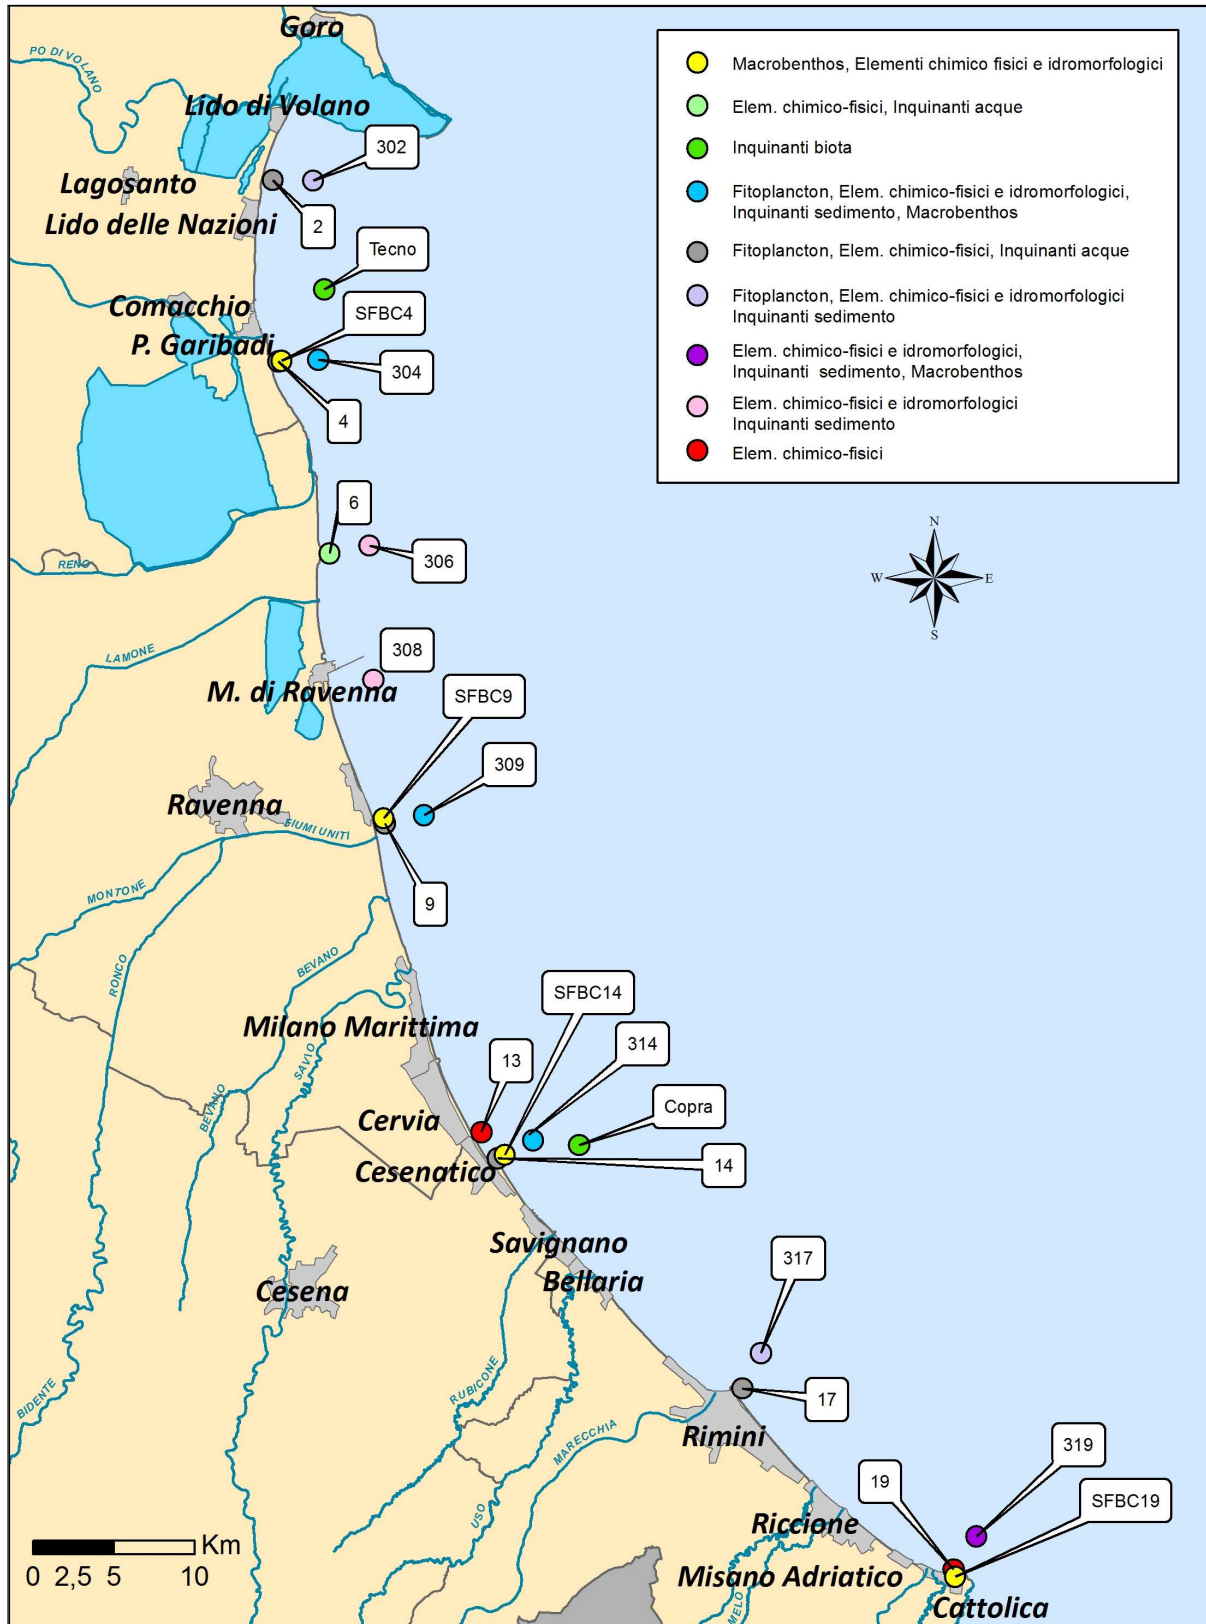 Goro
PO DI VOLANO
Lido di Volano
302
Lagosanto
Lido delle Nazioni
2
Tecno
Comacchio
SFBC4
P. Garibadi
304
4
6
RENO
306
LAMONE
308
M. di Ravenna
SFBC9
309
Ravenna
FIUMI UNITI
MONTONE
9
RONCO
BEVANO
SFBC14
Milano Marittima
314
SAVIO
13
Copra
BEVANO
Cervia
14
Cesenatico
Savignano
317
Bellaria
Cesena
RUBICONE
BIDENTE
17
MARECCHIA
Rimini
319
19
SFBC19
USO
Riccione
Misano Adriatico
MELO
Cattolica
Km
0 2,5 5 10
Macrobenthos, Elementi chimico fisici e idromorfologici
Elem. chimico-fisici, Inquinanti acque
Inquinanti biota
Fitoplancton, Elem. chimico-fisici e idromorfologici,
Inquinanti sedimento, Macrobenthos
Fitoplancton, Elem. chimico-fisici, Inquinanti acque
Fitoplancton, Elem. chimico-fisici e idromorfologici
Inquinanti sedimento
Elem. chimico-fisici e idromorfologici,
Inquinanti sedimento, Macrobenthos
Elem. chimico-fisici e idromorfologici
Inquinanti sedimento
Elem. chimico-fisici
N
W
E
S